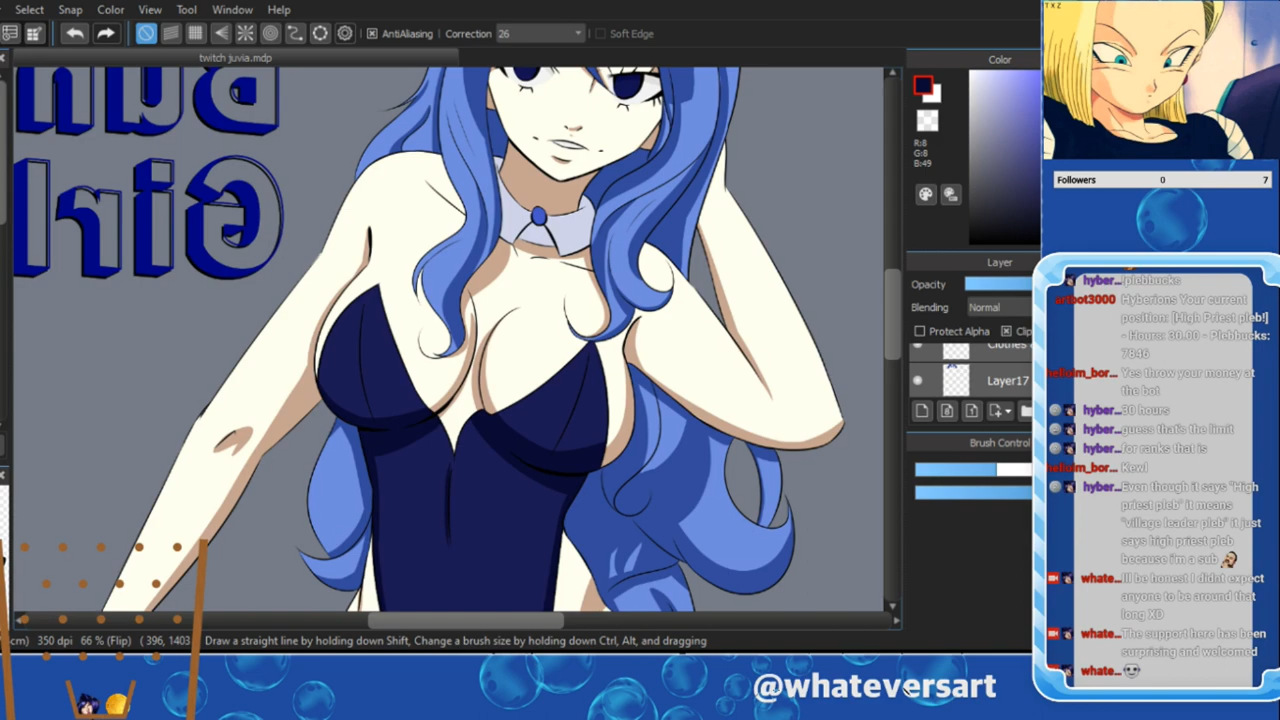 Select Snap Color View Tool Window Help
AntiAliasing Correction 26 Soft Edge
twitch juvia.mdp
Color
R:8
G:8
B:49
Layer
Opacity
Blending Normal
Protect Alpha Clip
Clothes
Layer17
Brush Control
cm) 350 dpi 66 % (Flip) ( 396, 1403 Draw a straight line by holding down Shift, Change a brush size by holding down Ctrl, Alt, and dragging
@whateversart
T X Z
Followers 0 7
hyber... !plebbucks
Hyberions Your current
position: [High Priest pleb!]
- Hours: 30.00 - Plebbucks:
7846
Yes throw your money at
the bot
hyber... 30 hours
hyber... guess that's the limit
hyber... for ranks that is
Kewl
hyber... Even though it says "High
priest pleb" it means
"village leader pleb" it just
says high priest pleb
because i'm a sub
whate... Ill be honest I didnt expect
anyone to be around that
long XD
whate... The support here has been
surprising and welcomed
whate...